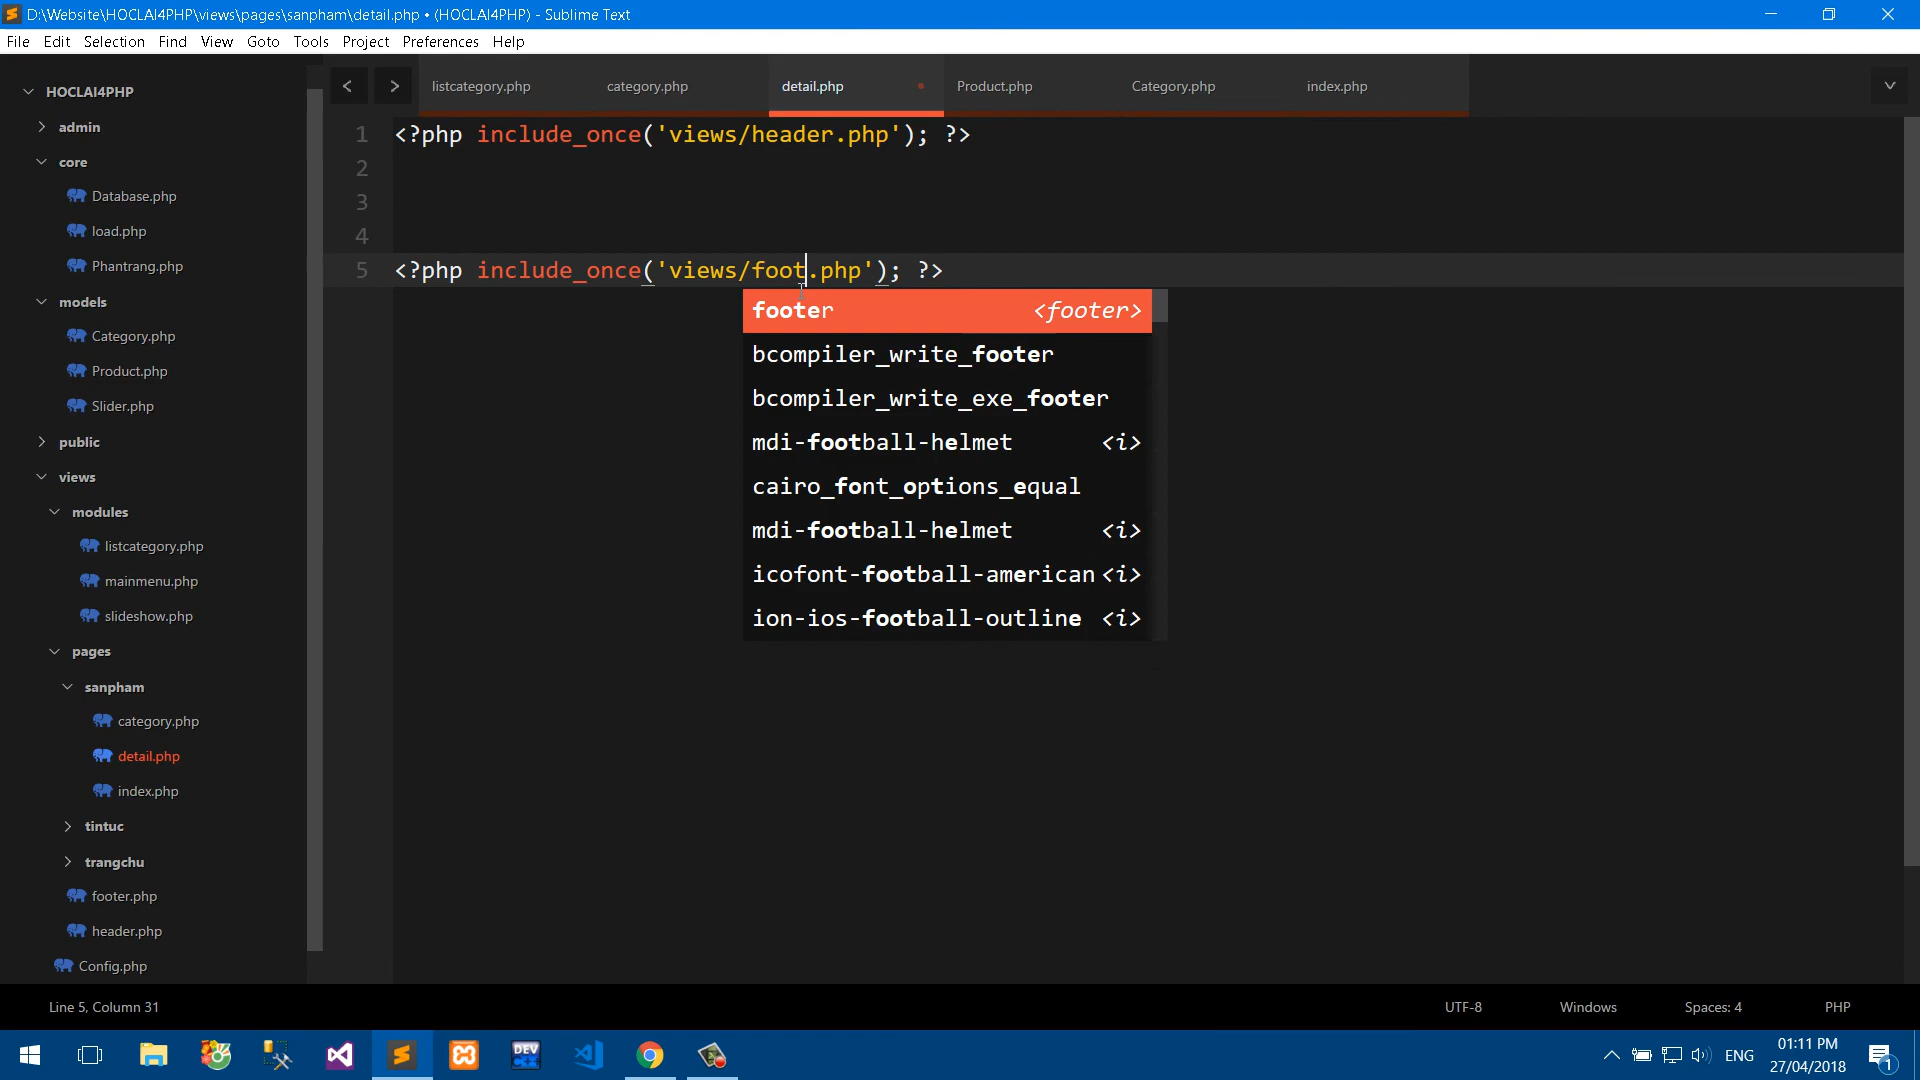 D:\Website\HOCLAI4PHP\views\pages\sanpham\detail.php • (HOCLAI4PHP) - Sublime Text
File Edit Selection Find View Goto Tools Project Preferences Help
HOCLAI4PHP
admin
core
Database.php
load.php
Phantrang.php
models
Category.php
Product.php
Slider.php
public
views
modules
listcategory.php
mainmenu.php
slideshow.php
pages
sanpham
category.php
detail.php
index.php
tintuc
trangchu
footer.php
header.php
Config.php
listcategory.php category.php detail.php Product.php Category.php index.php
1 <?php include_once('views/header.php'); ?>
2
3
4
5 <?php include_once('views/foot.php'); ?>
footer <footer>
bcompiler_write_footer
bcompiler_write_exe_footer
mdi-football-helmet <i>
cairo_font_options_equal
mdi-football-helmet <i>
icofont-football-american <i>
ion-ios-football-outline <i>
Line 5, Column 31 UTF-8 Windows Spaces: 4 PHP
DEV C++
ENG
01:11 PM
27/04/2018
1